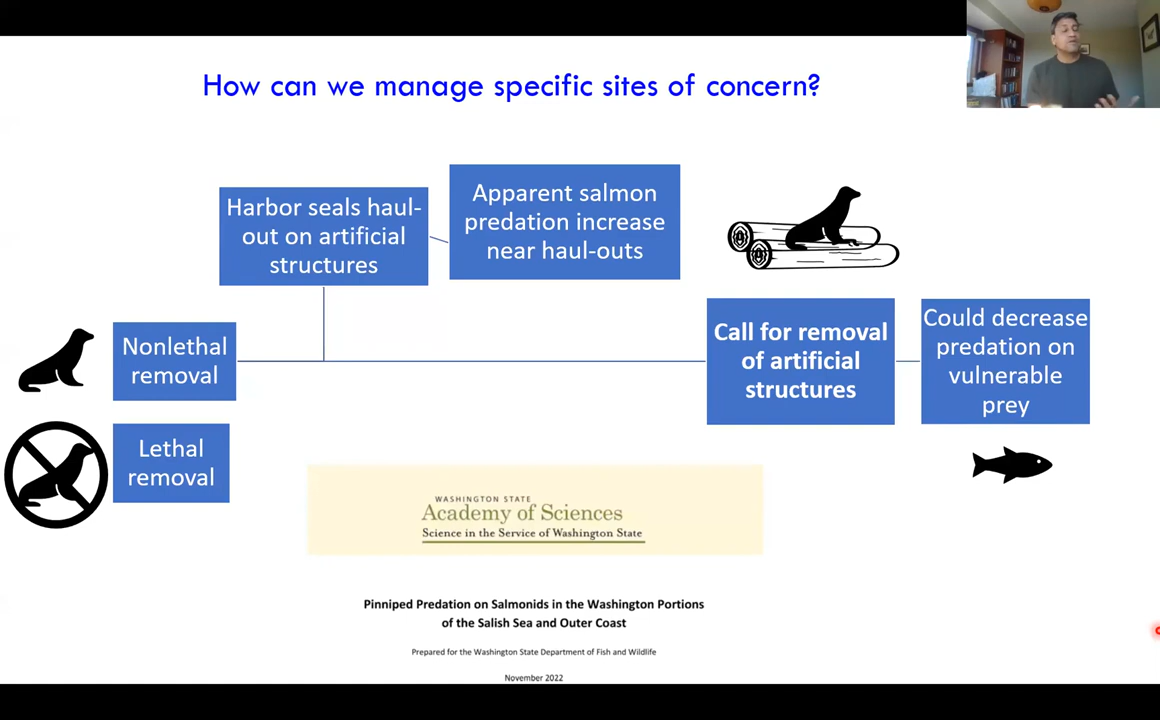 How can we manage specific sites of concern?
Harbor seals haul-
out on artificial
structures
Apparent salmon
predation increase
near haul-outs
Nonlethal
removal
Call for removal
of artificial
structures
Could decrease
predation on
vulnerable
prey
Lethal
removal
WASHINGTON STATE
Academy of Sciences
Science in the Service of Washington State
Pinniped Predation on Salmonids in the Washington Portions
of the Salish Sea and Outer Coast
Prepared for the Washington State Department of Fish and Wildlife
November 2022